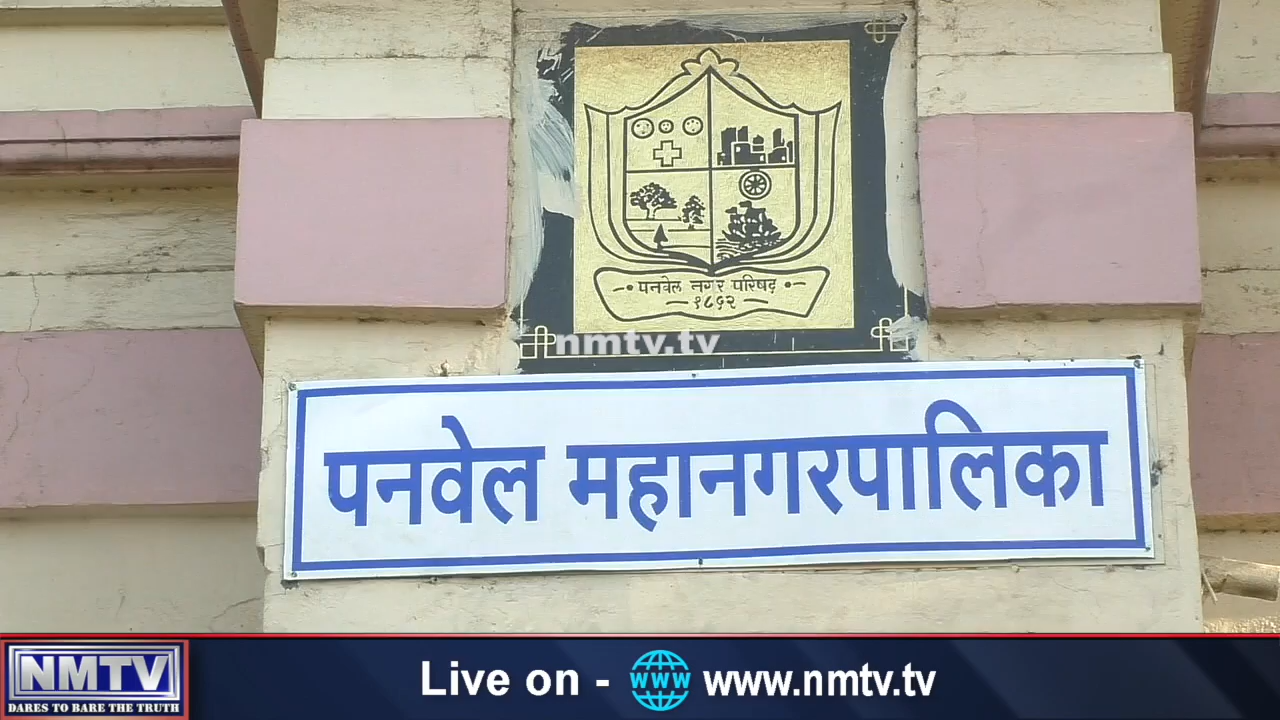 पनवेल नगर परिषद
१८५२
nmtv.tv
पनवेल महानगरपालिका
NMTV
DARES TO BARE THE TRUTH
Live on - www www.nmtv.tv